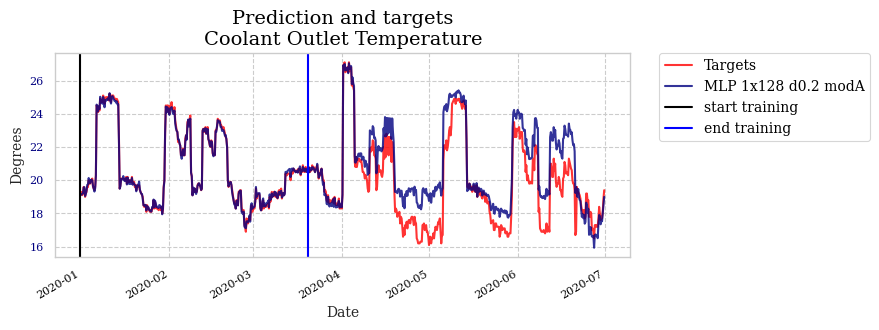 Prediction and targets
Coolant Outlet Temperature
Targets
MLP 1x128 d0.2 modA
start training
end training
Degrees
26
24
22
20
18
16
2020-01
2020-02
2020-03
2020-04
2020-05
2020-06
2020-07
Date